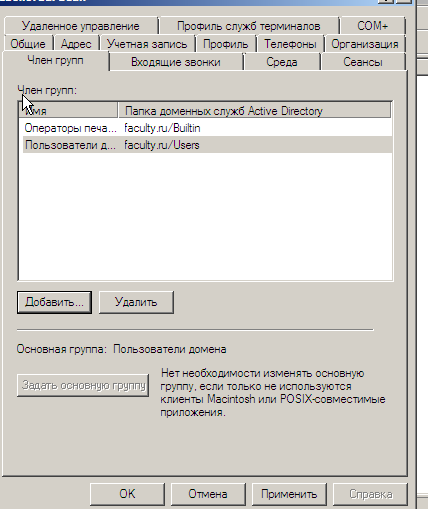 Удаленное управление Профиль служб терминалов COM+
Общие Адрес Учетная запись Профиль Телефоны Организация
Член групп Входящие звонки Среда Сеансы
Член групп:
Имя Папка доменных служб Active Directory
Операторы печа... faculty.ru/Builtin
Пользователи д... faculty.ru/Users
Добавить... Удалить
Основная группа: Пользователи домена
Задать основную группу
Нет необходимости изменять основную
группу, если только не используются
клиенты Macintosh или POSIX-совместимые
приложения.
OK Отмена Применить Справка